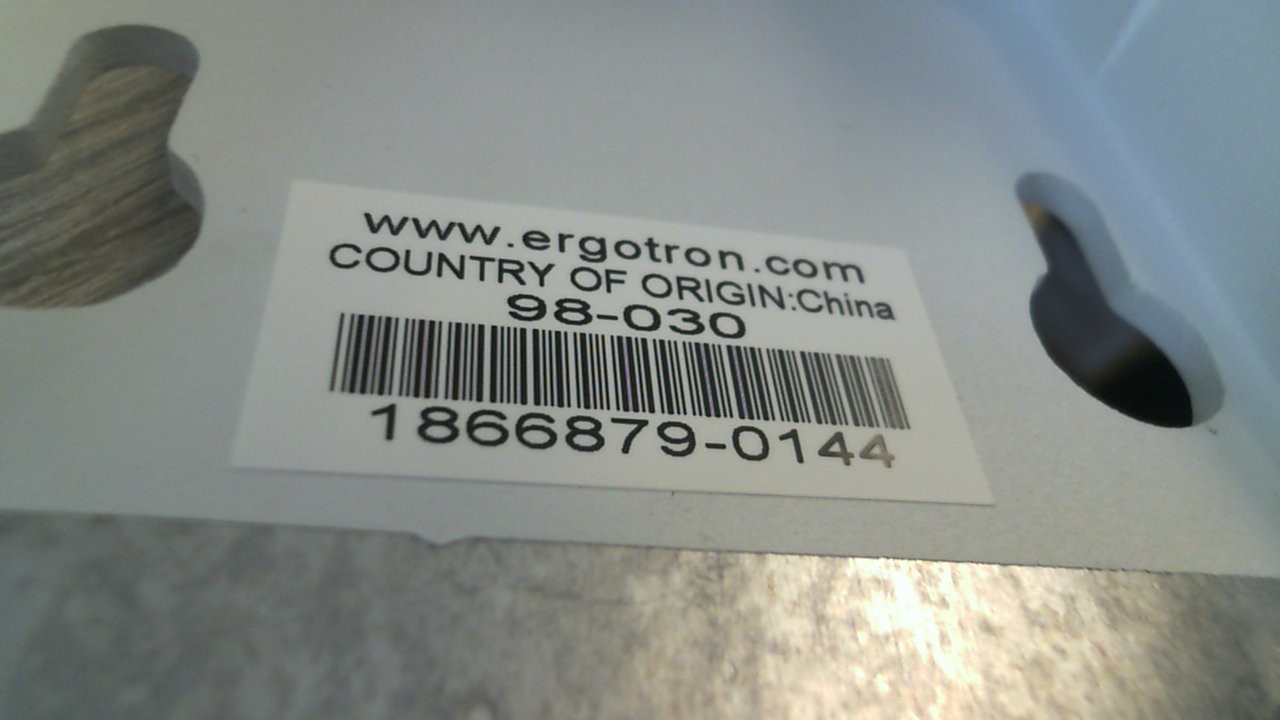 www.ergotron.com
COUNTRY OF ORIGIN:China
98-030
1866879-0144